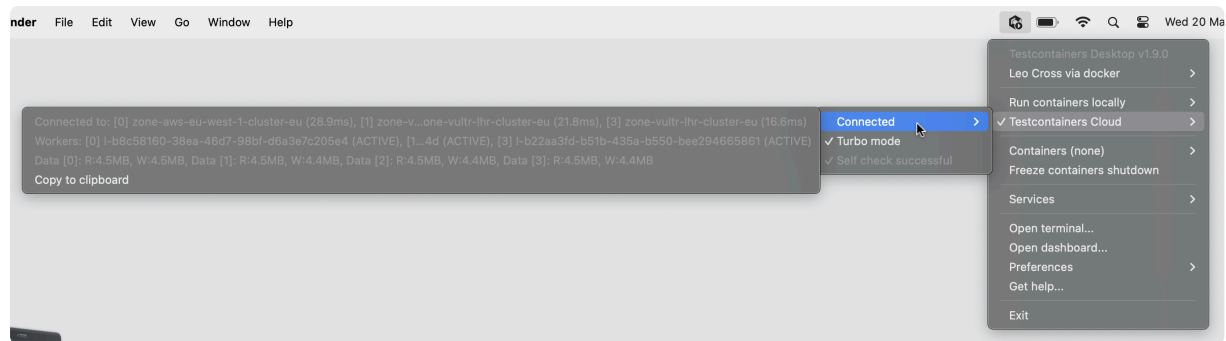 nder File Edit View Go Window Help Wed 20 Ma
Testcontainers Desktop v1.9.0
Leo Cross via docker
Run containers locally
✓ Testcontainers Cloud
Containers (none)
Freeze containers shutdown
Services
Open terminal...
Open dashboard...
Preferences
Get help...
Exit
Connected
✓ Turbo mode
✓ Self check successful
Connected to: [0] zone-aws-eu-west-1-cluster-eu (28.9ms), [1] zone-v...one-vultr-lhr-cluster-eu (21.8ms), [3] zone-vultr-lhr-cluster-eu (16.6ms)
Workers: [0] l-b8c58160-38ea-46d7-98bf-d6a3e7c205e4 (ACTIVE), [1...4d (ACTIVE), [3] l-b22aa3fd-b51b-435a-b550-bee294665861 (ACTIVE)
Data [0]: R:4.5MB, W:4.5MB, Data [1]: R:4.5MB, W:4.4MB, Data [2]: R:4.5MB, W:4.4MB, Data [3]: R:4.5MB, W:4.4MB
Copy to clipboard